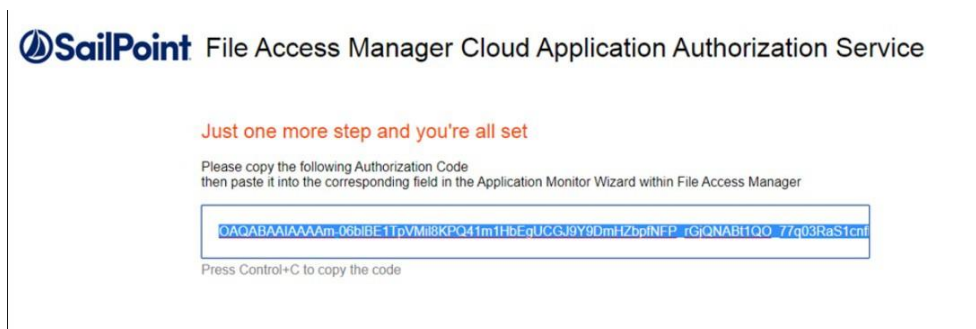 SailPoint File Access Manager Cloud Application Authorization Service
Just one more step and you're all set
Please copy the following Authorization Code
then paste it into the corresponding field in the Application Monitor Wizard within File Access Manager
OAQABAAIAAAAm-06blBE1TpVMil8KPQ41m1HbEgUCGJ9Y9DmHZbpfNFP_rGjQNABt1QO_77q03RaS1cnfl
Press Control+C to copy the code